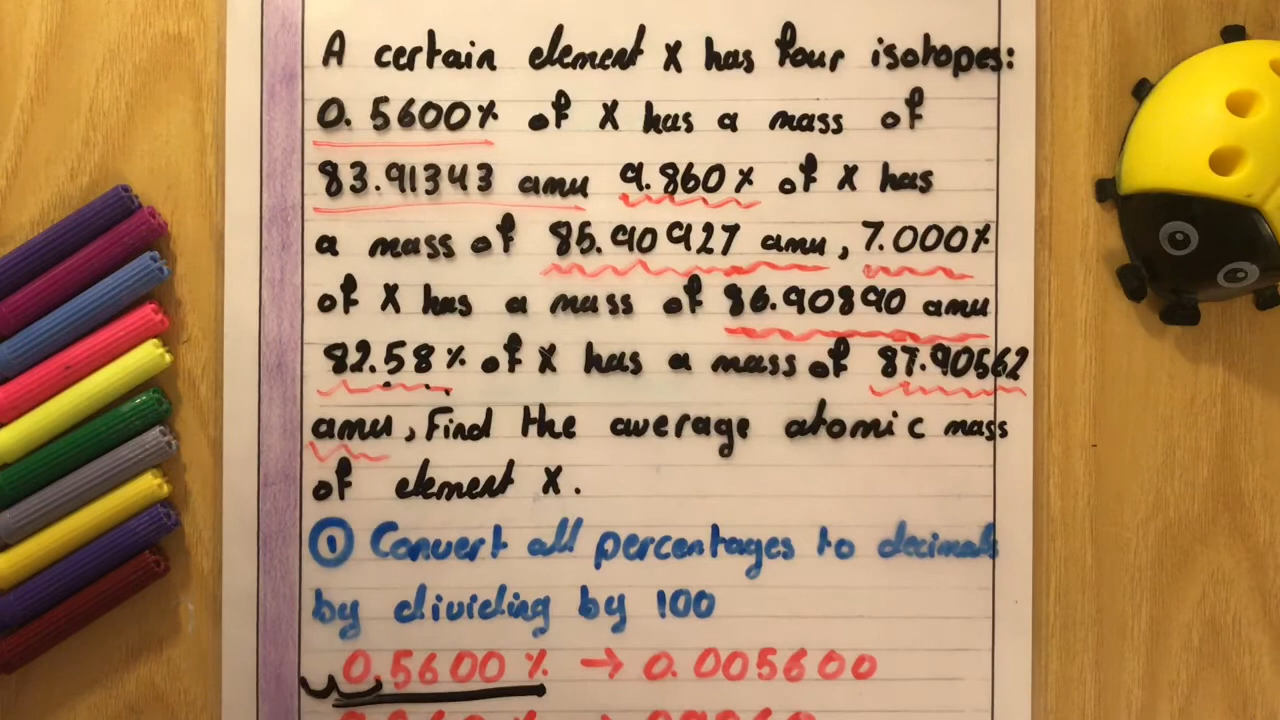 A certain element X has four isotopes:
0.5600% of X has a mass of
83.91343 amu 9.860% of X has
a mass of 85.90927 amu, 7.000%
of X has a mass of 86.90890 amu
82.58% of X has a mass of 87.90562
amu, Find the average atomic mass
of element X.
① Convert all percentages to decimals
by dividing by 100
0.5600% → 0.005600